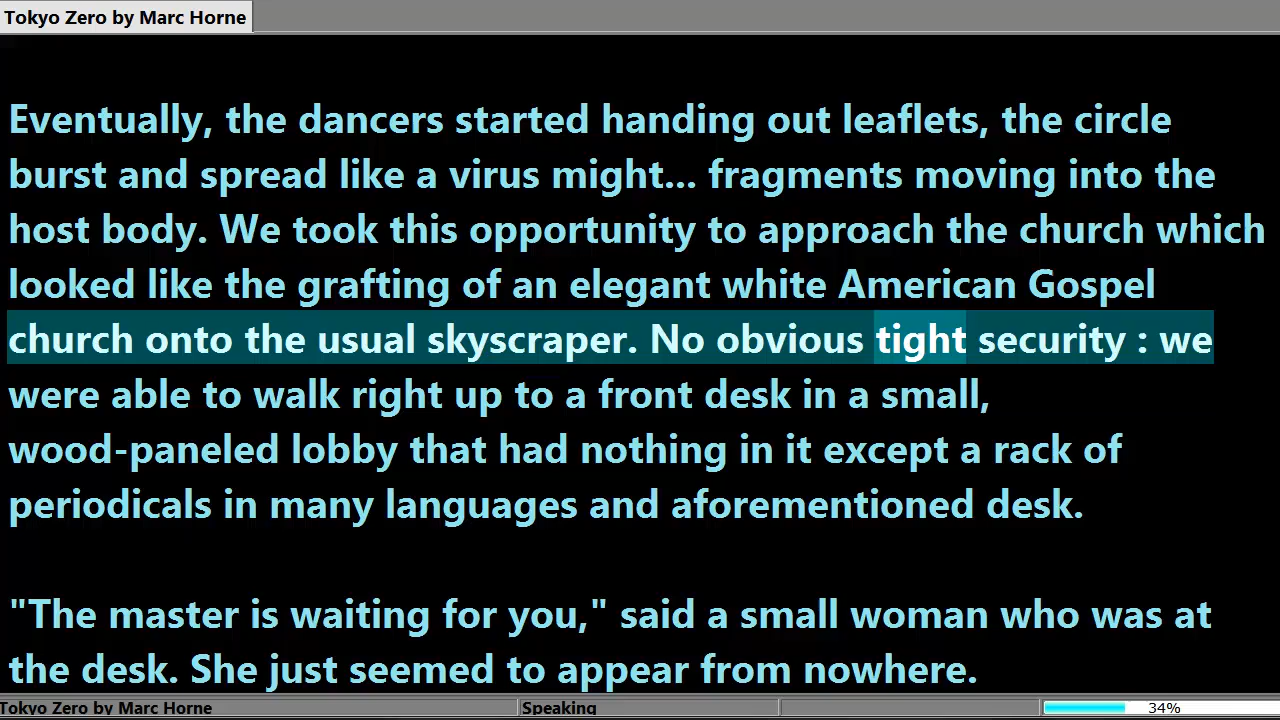 Tokyo Zero by Marc Horne
Eventually, the dancers started handing out leaflets, the circle
burst and spread like a virus might... fragments moving into the
host body. We took this opportunity to approach the church which
looked like the grafting of an elegant white American Gospel
church onto the usual skyscraper. No obvious tight security : we
were able to walk right up to a front desk in a small,
wood-paneled lobby that had nothing in it except a rack of
periodicals in many languages and aforementioned desk.
"The master is waiting for you," said a small woman who was at
the desk. She just seemed to appear from nowhere.
Tokyo Zero by Marc Horne
Speaking
34%